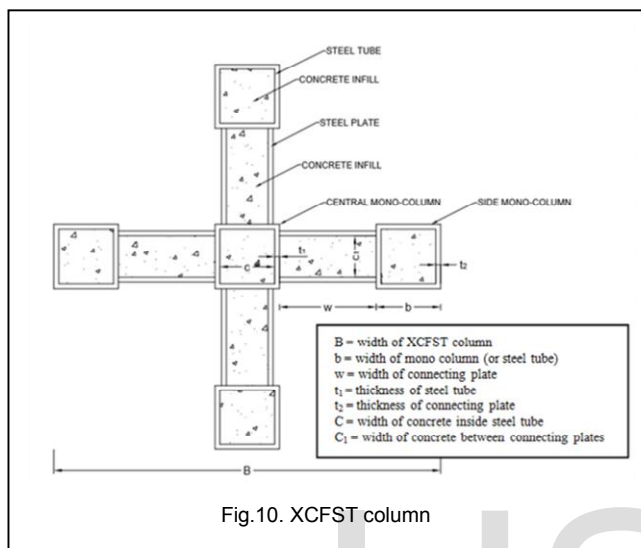 STEEL TUBE
CONCRETE INFILL
STEEL PLATE
CONCRETE INFILL
CENTRAL MONO-COLUMN
SIDE MONO-COLUMN
t₁
C
C1
t₂
w
b
B = width of XCFST column
b = width of mono column (or steel tube)
w = width of connecting plate
t₁ = thickness of steel tube
t₂ = thickness of connecting plate
C = width of concrete inside steel tube
C₁ = width of concrete between connecting plates
B
Fig.10. XCFST column